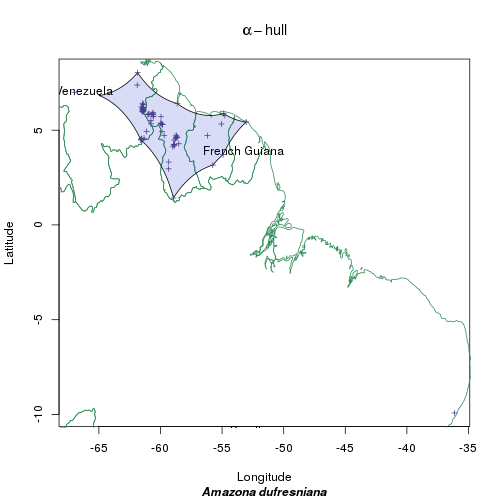 α – hull
Venezuela
French Guiana
5
0
-5
-10
Latitude
-65 -60 -55 -50 -45 -40 -35
Longitude
Amazona dufresniana